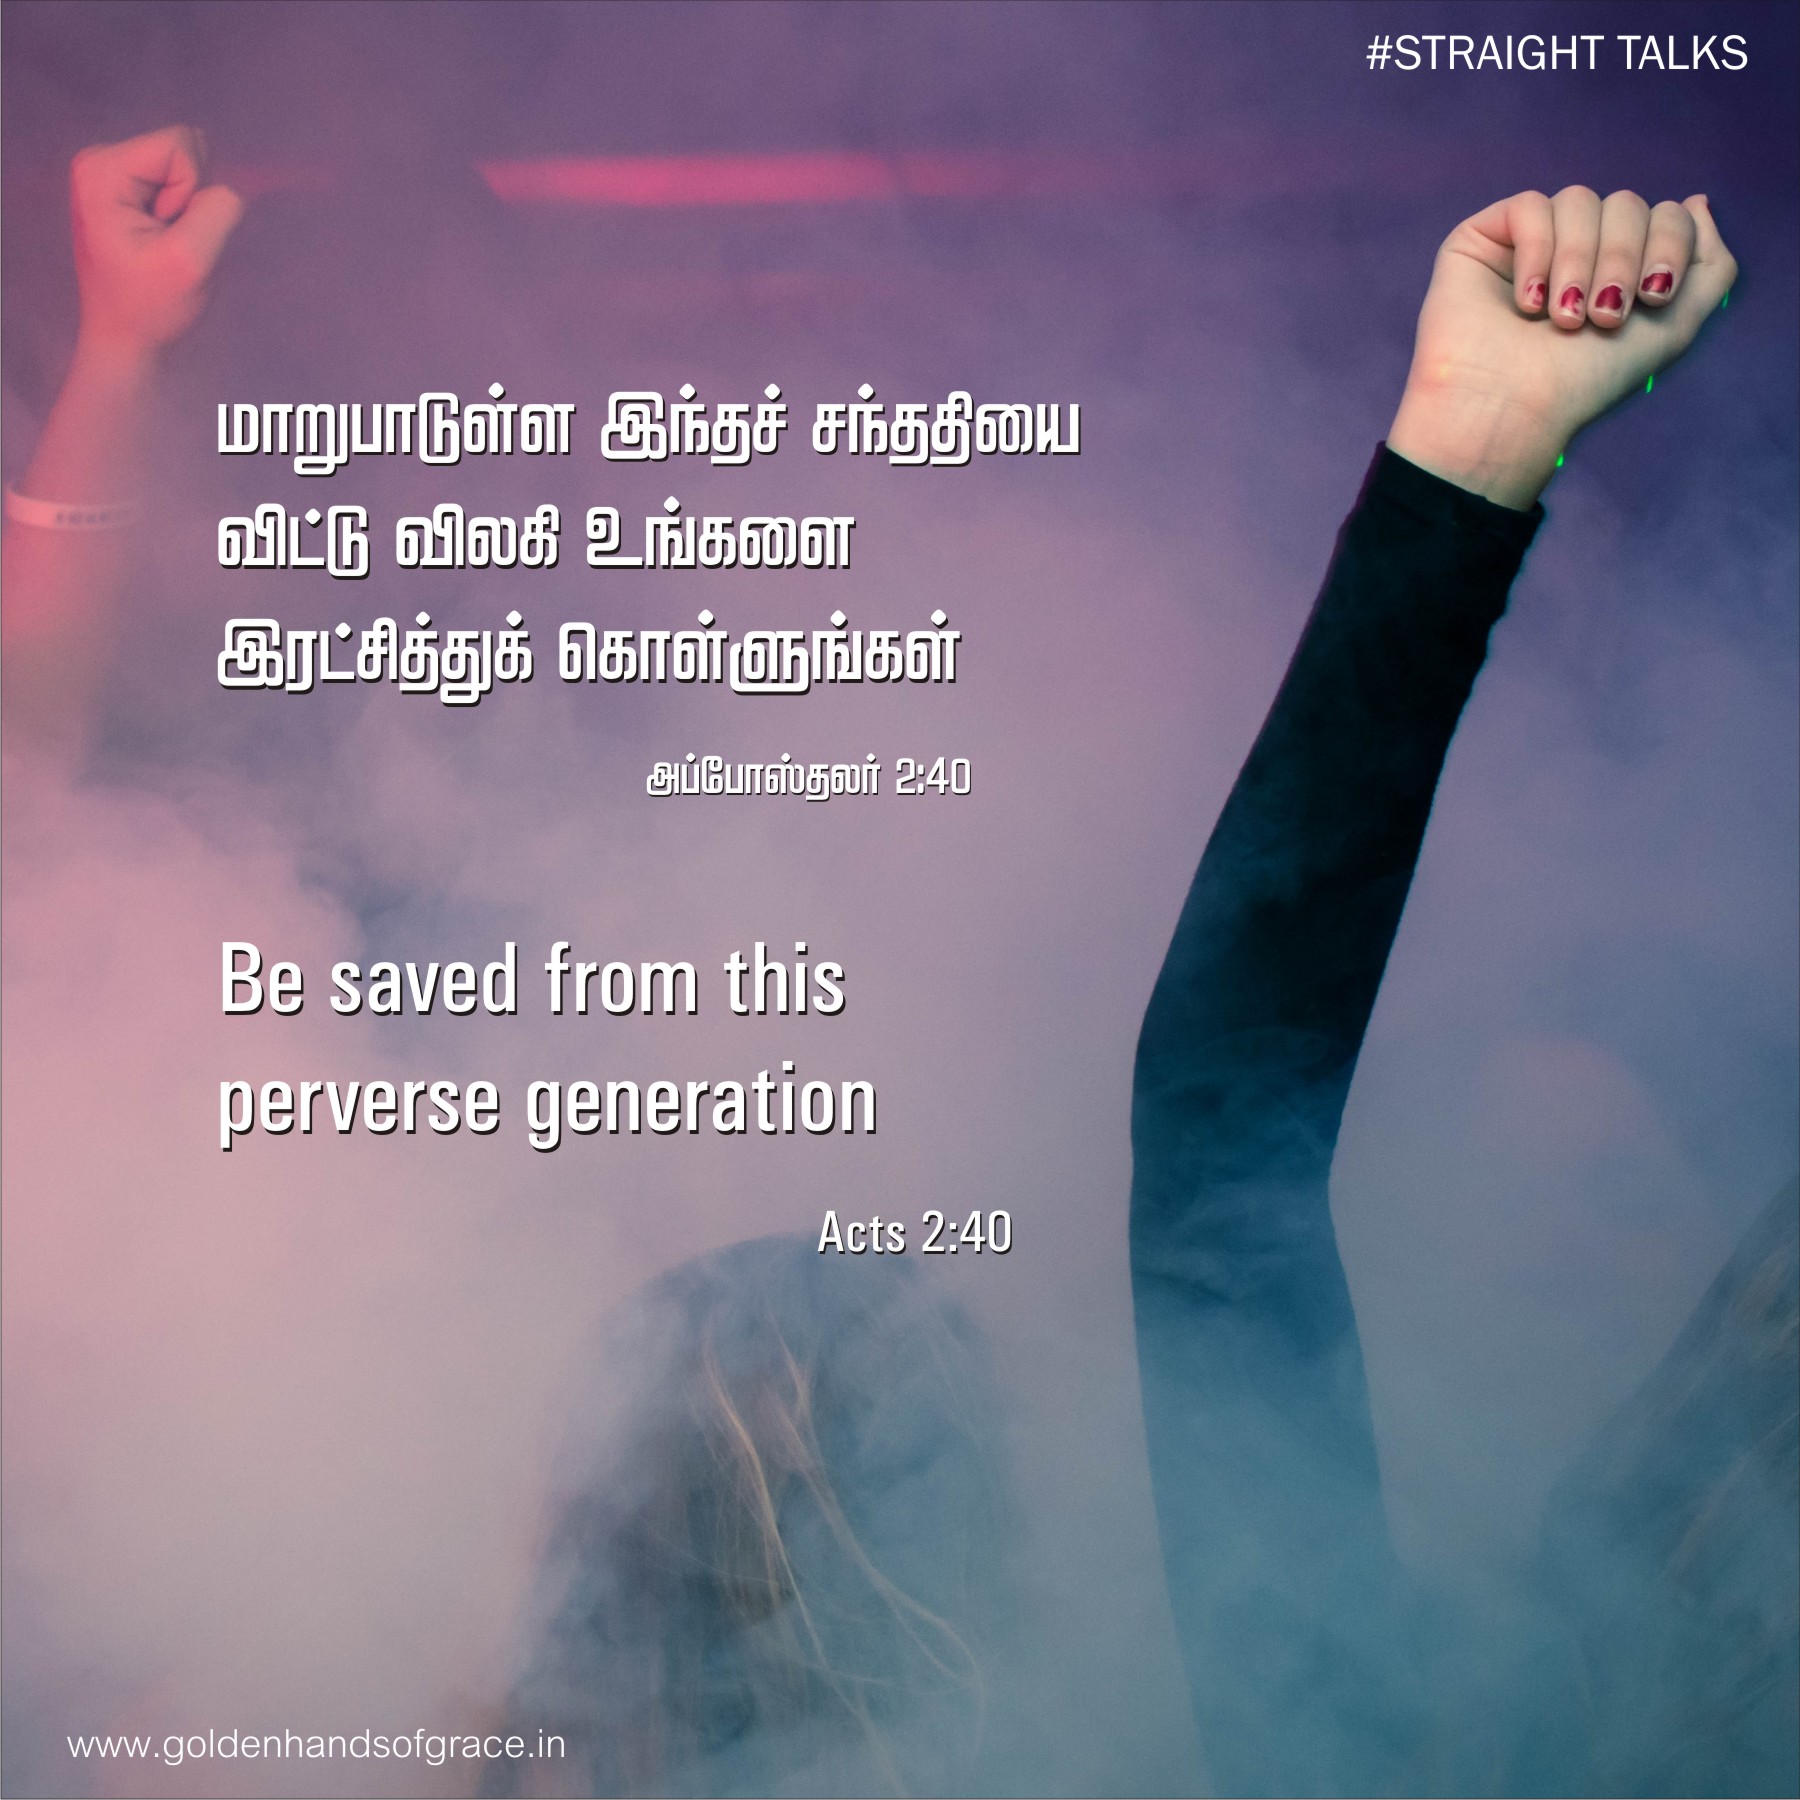 #STRAIGHT TALKS
மாறுபாடுள்ள இந்தச் சந்ததியை
விட்டு விலகி உங்களை
இரட்சித்துக் கொள்ளுங்கள்
அப்போஸ்தலர் 2:40
Be saved from this
perverse generation
Acts 2:40
www.goldenhandsofgrace.in